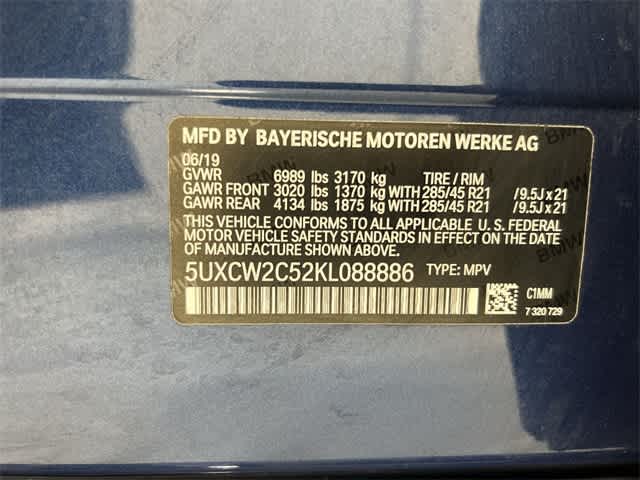 MFD BY BAYERISCHE MOTOREN WERKE AG
06/19
GVWR 6989 lbs 3170 kg TIRE / RIM
GAWR FRONT 3020 lbs 1370 kg WITH 285/45 R21 /9.5J x 21
GAWR REAR 4134 lbs 1875 kg WITH 285/45 R21 /9.5J x 21
THIS VEHICLE CONFORMS TO ALL APPLICABLE U. S. FEDERAL
MOTOR VEHICLE SAFETY STANDARDS IN EFFECT ON THE DATE
OF MANUFACTURE SHOWN ABOVE.
5UXCW2C52KL088886 TYPE: MPV
C1MM
7 320 729
BMW
BMW